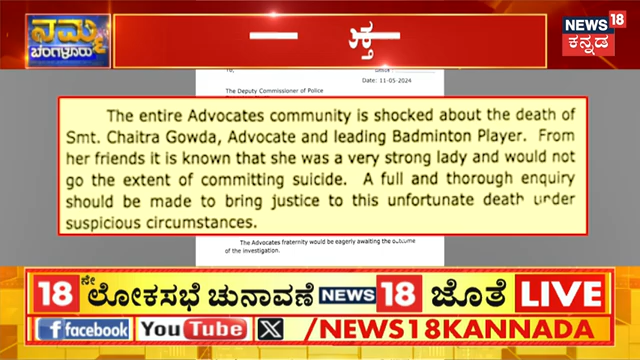 ನಮ್ಮ
ಬೆಂಗಳೂರು
NEWS 18
ಕನ್ನಡ
To,
Date: 11-05-2024
The Deputy Commissioner of Police
The entire Advocates community is shocked about the death of
Smt. Chaitra Gowda, Advocate and leading Badminton Player. From
her friends it is known that she was a very strong lady and would not
go the extent of committing suicide. A full and thorough enquiry
should be made to bring justice to this unfortunate death under
suspicious circumstances.
The Advocates fraternity would be eagerly awaiting the outcome
of the investigation.
18ನೇ ಲೋಕಸಭೆ ಚುನಾವಣೆ NEWS 18 ಜೊತೆ LIVE
f facebook YouTube X /NEWS18KANNADA